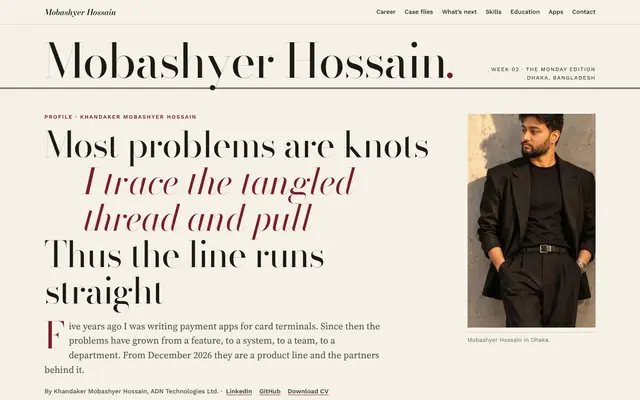 Mobashyer Hossain
Career Case files What's next Skills Education Apps Contact
Mobashyer Hossain.
WEEK 02 · THE MONDAY EDITION
DHAKA, BANGLADESH
PROFILE · KHANDAKER MOBASHYER HOSSAIN
Most problems are knots
I trace the tangled
thread and pull
Thus the line runs
straight
Five years ago I was writing payment apps for card terminals. Since then the
problems have grown from a feature, to a system, to a team, to a
department. From December 2026 they are a product line and the partners
behind it.
Mobashyer Hossain in Dhaka.
By Khandaker Mobashyer Hossain, ADN Technologies Ltd. · LinkedIn GitHub Download CV